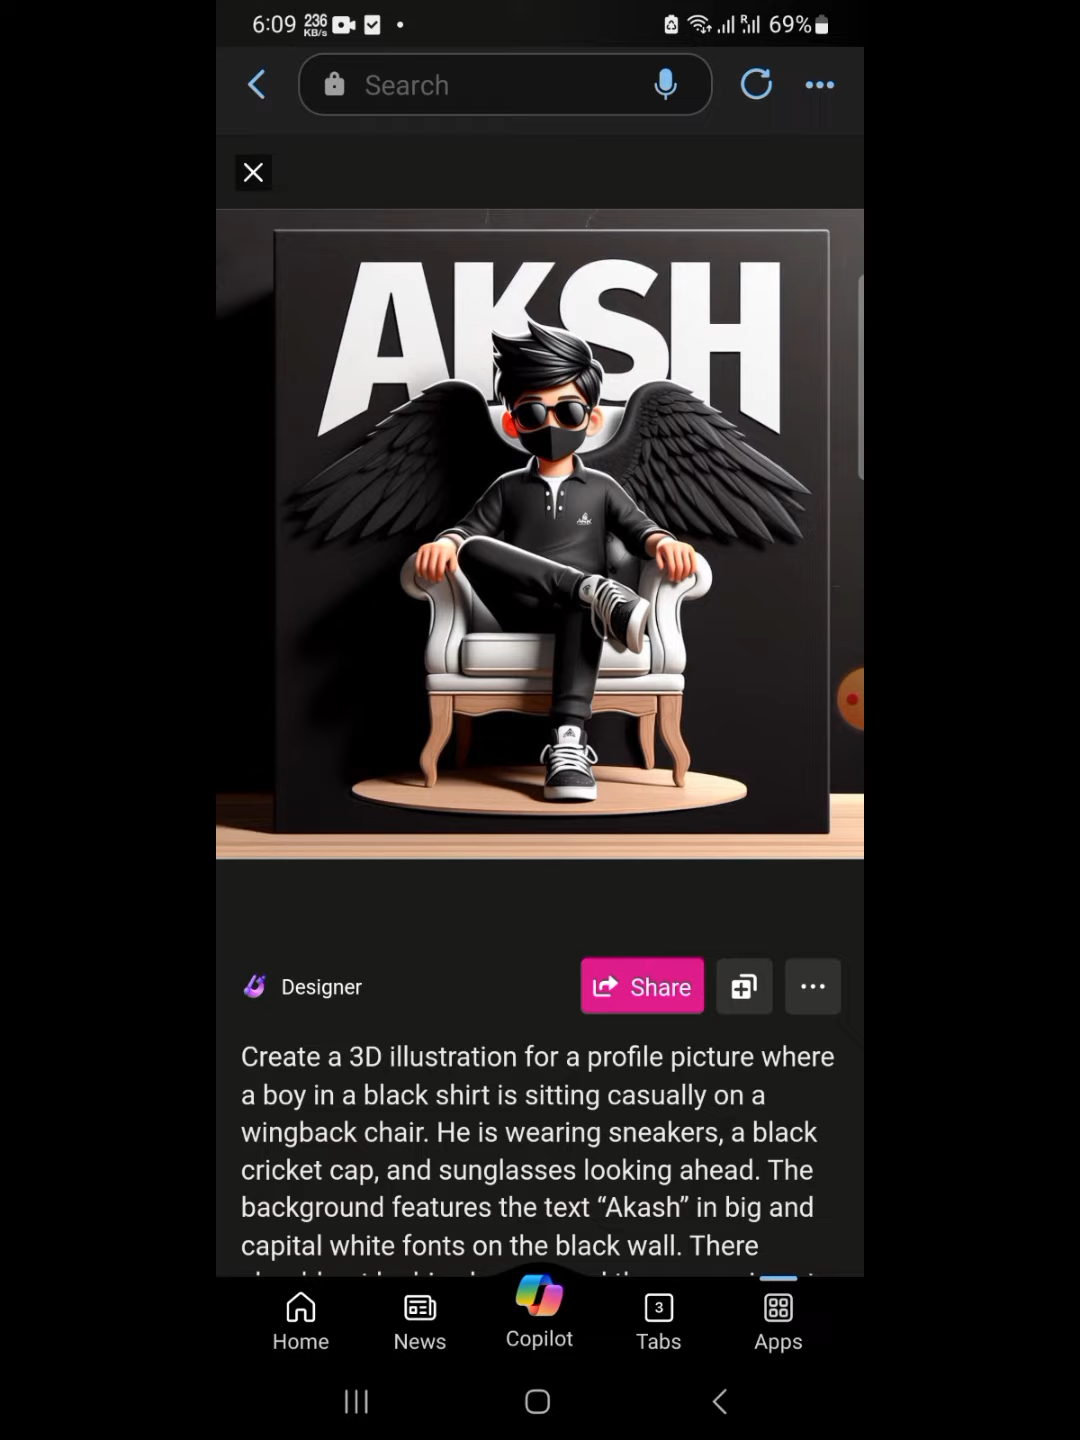 6:09 236 KB/s R 69%
Search
AKSH
Designer
Share
Create a 3D illustration for a profile picture where
a boy in a black shirt is sitting casually on a
wingback chair. He is wearing sneakers, a black
cricket cap, and sunglasses looking ahead. The
background features the text “Akash” in big and
capital white fonts on the black wall. There
3
Home News Copilot Tabs Apps